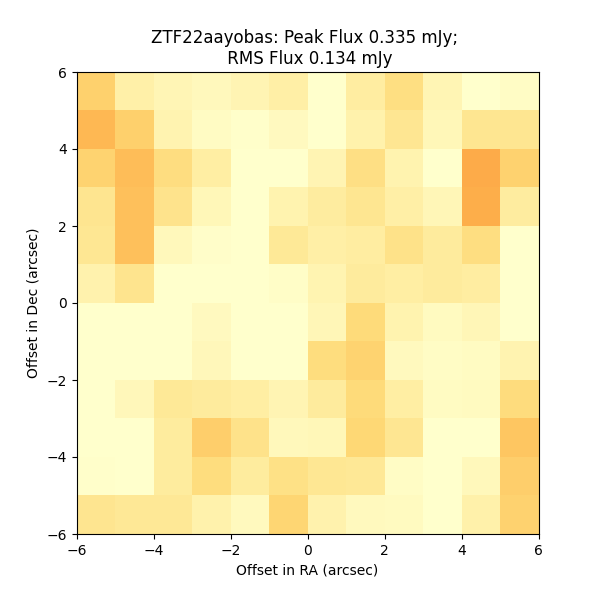 ZTF22aayobas: Peak Flux 0.335 mJy;
RMS Flux 0.134 mJy
6
4
2
0
−2
−4
−6
Offset in Dec (arcsec)
−6 −4 −2 0 2 4 6
Offset in RA (arcsec)